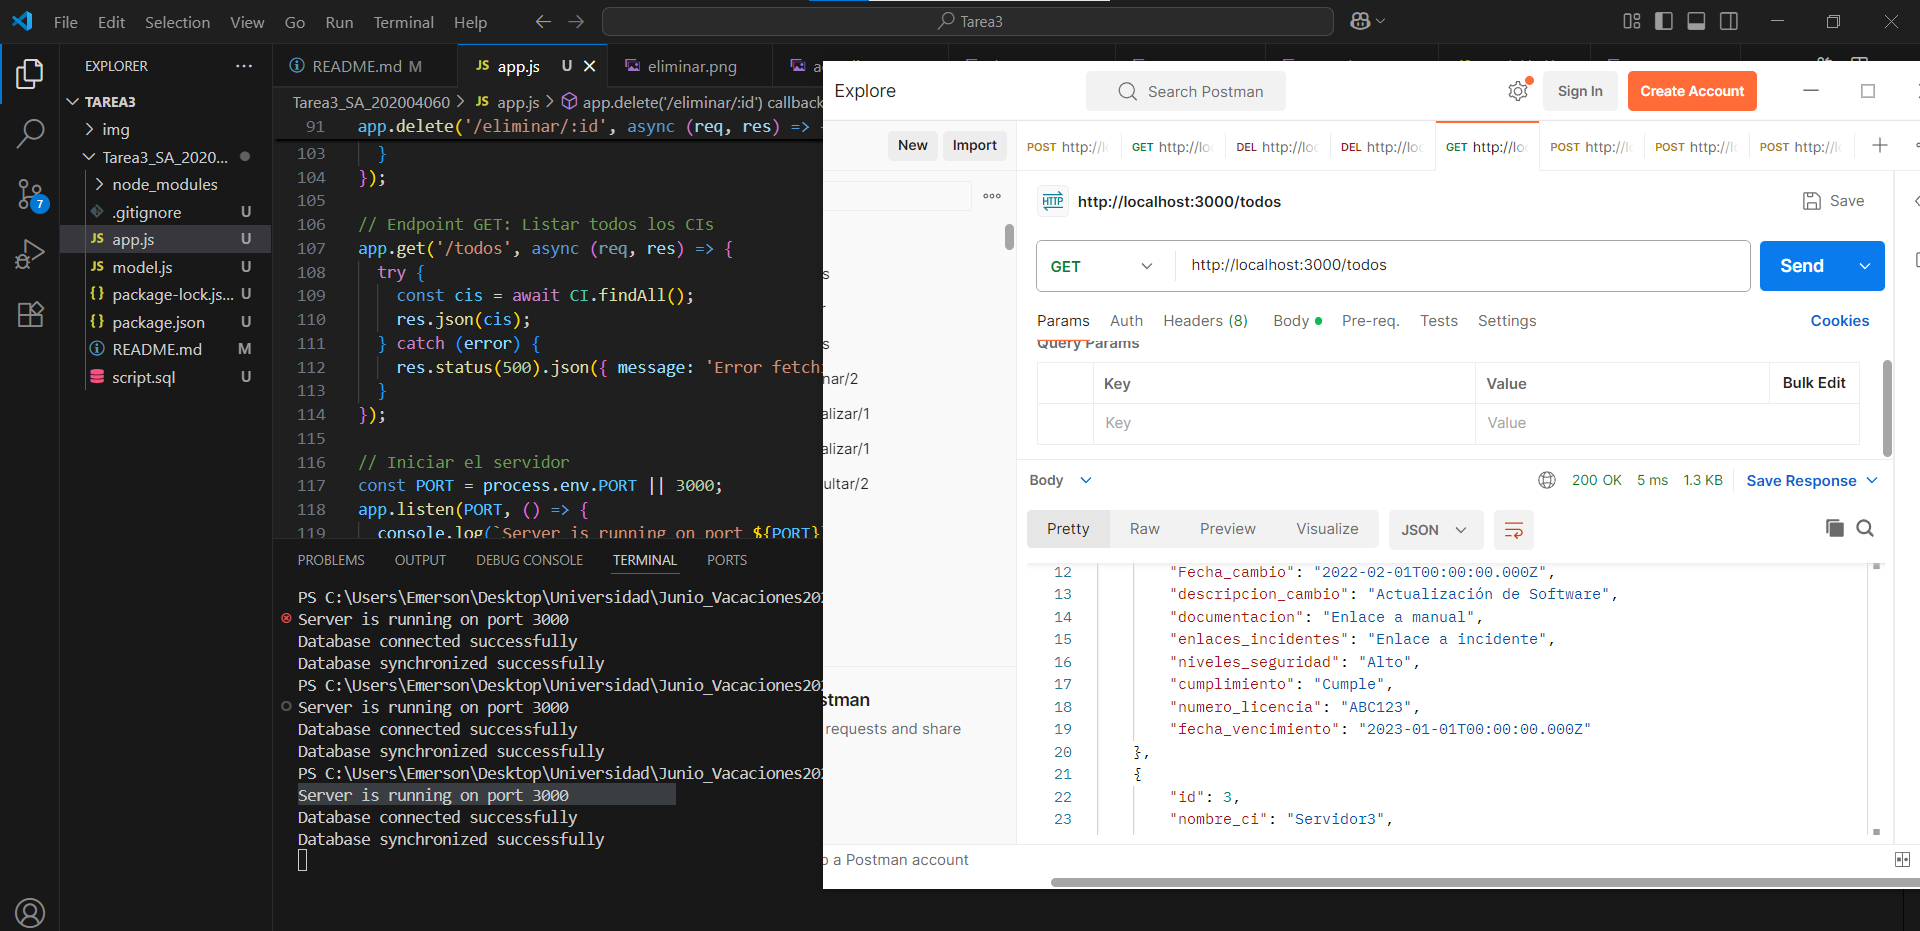 File Edit Selection View Go Run Terminal Help
Tarea3
EXPLORER
TAREA3
img
Tarea3_SA_2020...
node_modules
.gitignore U
JS app.js U
JS model.js U
{} package-lock.js... U
{} package.json U
README.md M
script.sql U
7
README.md M
JS app.js U
eliminar.png
Tarea3_SA_202004060 > JS app.js > app.delete('/eliminar/:id') callback
91 app.delete('/eliminar/:id', async (req, res) =>
103 }
104 });
105
106 // Endpoint GET: Listar todos los CIs
107 app.get('/todos', async (req, res) => {
108 try {
109 const cis = await CI.findAll();
110 res.json(cis);
111 } catch (error) {
112 res.status(500).json({ message: 'Error fetch
113 }
114 });
115
116 // Iniciar el servidor
117 const PORT = process.env.PORT || 3000;
118 app.listen(PORT, () => {
119 console.log(`Server is running on port ${PORT}
PROBLEMS OUTPUT DEBUG CONSOLE TERMINAL PORTS
PS C:\Users\Emerson\Desktop\Universidad\Junio_Vacaciones20
Server is running on port 3000
Database connected successfully
Database synchronized successfully
PS C:\Users\Emerson\Desktop\Universidad\Junio_Vacaciones20
Server is running on port 3000
Database connected successfully
Database synchronized successfully
PS C:\Users\Emerson\Desktop\Universidad\Junio_Vacaciones20
Server is running on port 3000
Database connected successfully
Database synchronized successfully
Explore
Search Postman
Sign In
Create Account
New Import
POST http://l GET http://lo DEL http://lo DEL http://lo GET http://lo POST http://l POST http://l POST http://l
s
s
nar/2
alizar/1
alizar/1
ultar/2
stman
requests and share
o a Postman account
HTTP http://localhost:3000/todos
Save
GET
http://localhost:3000/todos
Send
Params Auth Headers (8) Body Pre-req. Tests Settings
Cookies
Query Params
Key Value Bulk Edit
Key Value
Body
200 OK 5 ms 1.3 KB Save Response
Pretty Raw Preview Visualize JSON
12 "Fecha_cambio": "2022-02-01T00:00:00.000Z",
13 "descripcion_cambio": "Actualización de Software",
14 "documentacion": "Enlace a manual",
15 "enlaces_incidentes": "Enlace a incidente",
16 "niveles_seguridad": "Alto",
17 "cumplimiento": "Cumple",
18 "numero_licencia": "ABC123",
19 "fecha_vencimiento": "2023-01-01T00:00:00.000Z"
20 },
21 {
22 "id": 3,
23 "nombre_ci": "Servidor3",